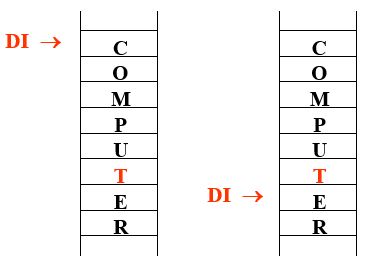 DI → C C
O O
M M
P P
U U
T T
DI → E E
R R